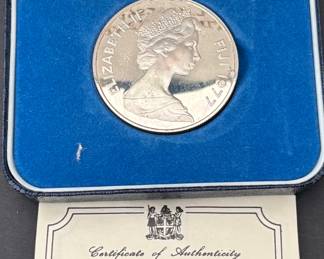 ELIZABETH II FIJI 1977
Certificate of Authenticity